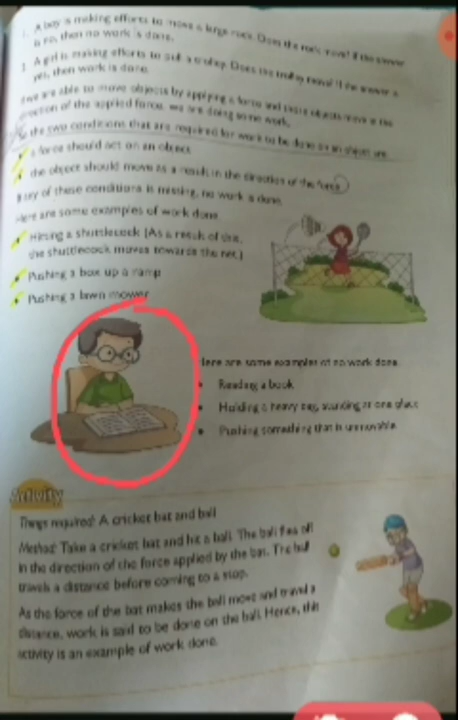 1. A boy is making efforts to move a large rock. Does the rock move? If the answer
is no, then no work is done.
2. A girl is making efforts to pull a trolley. Does the trolley move? If the answer is
yes, then work is done.
If we are able to move objects by applying a force and these objects move in the
direction of the applied force, we are doing some work.
the two conditions that are required for work to be done on an object are
a force should act on an object
the object should move as a result in the direction of the force
If any of these conditions is missing, no work is done.
Here are some examples of work done
Hitting a shuttlecock (As a result of this,
the shuttlecock moves towards the net.)
Pushing a box up a ramp
Pushing a lawn mower
Here are some examples of no work done
• Reading a book
• Holding a heavy bag, standing at one place
• Pushing something that is unmovable
Activity
Things required: A cricket bat and ball
Method: Take a cricket bat and hit a ball. The ball flies off
in the direction of the force applied by the bat. The ball
travels a distance before coming to a stop.
As the force of the bat makes the ball move and travel a
distance, work is said to be done on the ball. Hence, this
activity is an example of work done.